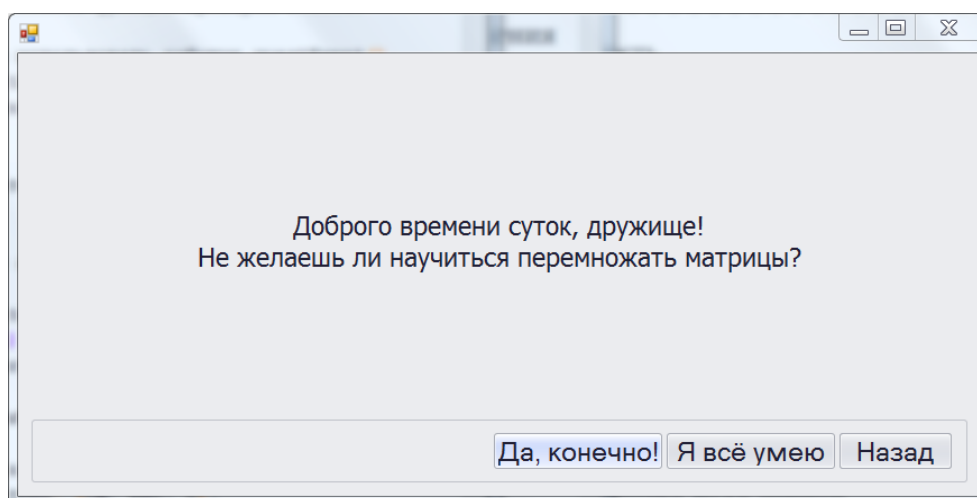 Доброго времени суток, дружище!
Не желаешь ли научиться перемножать матрицы?
Да, конечно! Я всё умею Назад